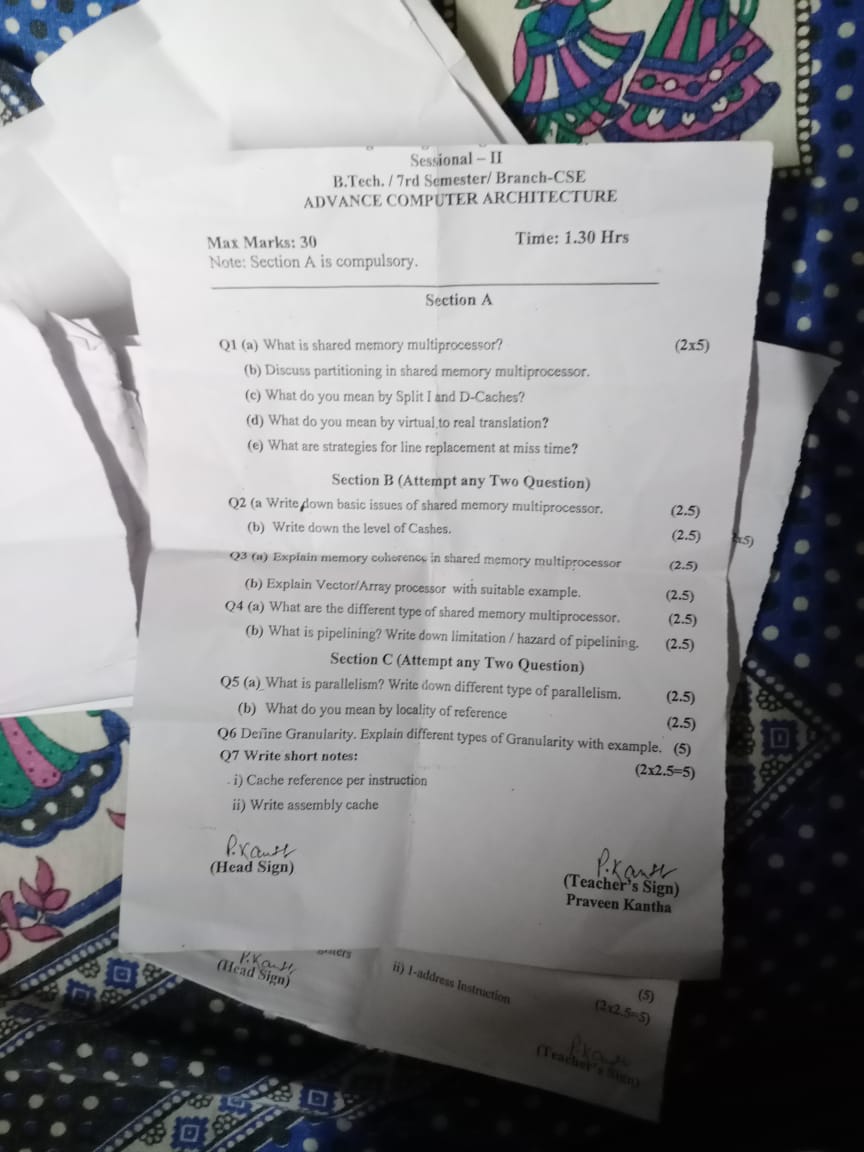 Sessional – II
B.Tech. / 7rd Semester/ Branch-CSE
ADVANCE COMPUTER ARCHITECTURE
Max Marks: 30 Time: 1.30 Hrs
Note: Section A is compulsory.
Section A
Q1 (a) What is shared memory multiprocessor? (2x5)
(b) Discuss partitioning in shared memory multiprocessor.
(c) What do you mean by Split I and D-Caches?
(d) What do you mean by virtual to real translation?
(e) What are strategies for line replacement at miss time?
Section B (Attempt any Two Question)
Q2 (a Write down basic issues of shared memory multiprocessor. (2.5)
(b) Write down the level of Cashes. (2.5)
Q3 (a) Explain memory coherence in shared memory multiprocessor (2.5)
(b) Explain Vector/Array processor with suitable example. (2.5)
Q4 (a) What are the different type of shared memory multiprocessor. (2.5)
(b) What is pipelining? Write down limitation / hazard of pipelining. (2.5)
Section C (Attempt any Two Question)
Q5 (a) What is parallelism? Write down different type of parallelism. (2.5)
(b) What do you mean by locality of reference (2.5)
Q6 Define Granularity. Explain different types of Granularity with example. (5)
Q7 Write short notes: (2x2.5=5)
i) Cache reference per instruction
ii) Write assembly cache
P.Kanth P.Kanth
(Head Sign) (Teacher's Sign)
Praveen Kantha
x5)
P.Kanth
(Head Sign)
ii) 1-address Instruction
(5)
(2x2.5=5)
P.Kanth
(Teacher's Sign)